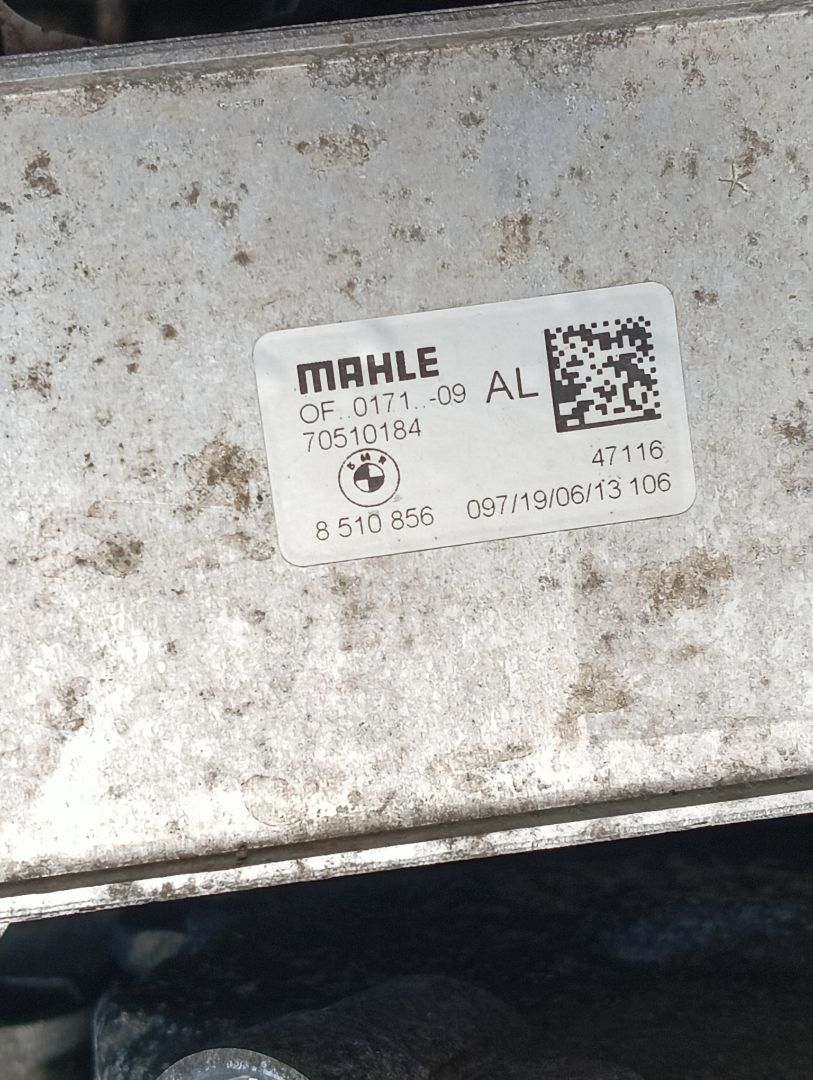 MAHLE
OF..0171..-09 AL
70510184
47116
BMW
8 510 856 097/19/06/13 106